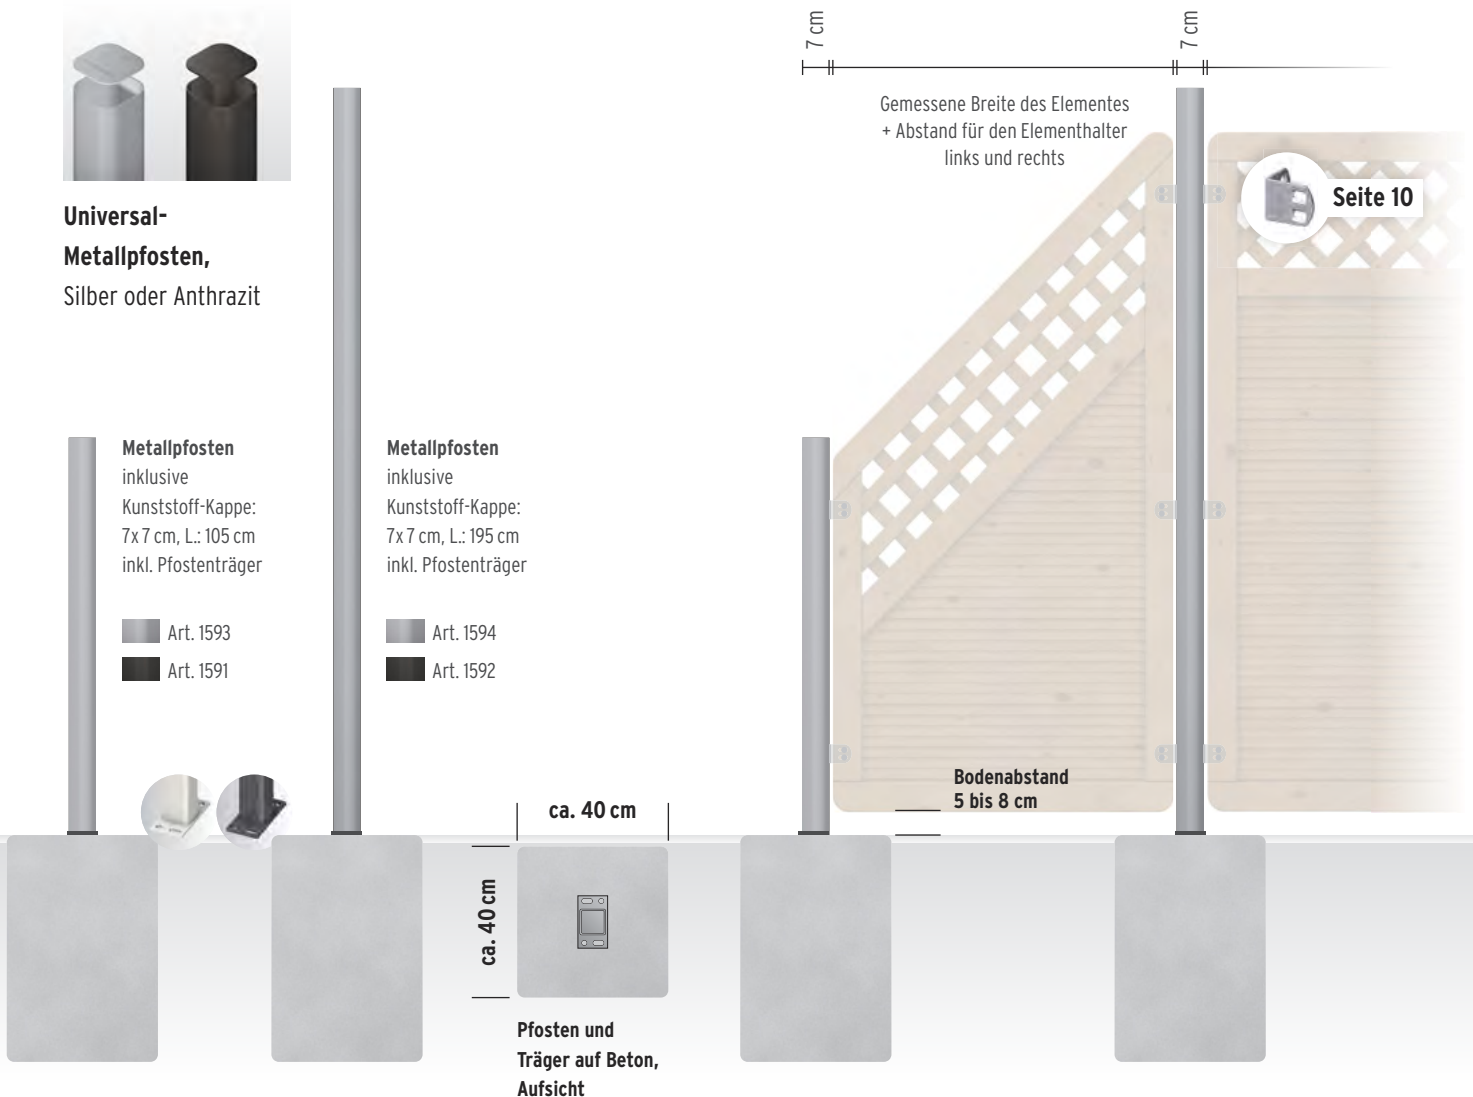 Universal-
Metallpfosten,
Silber oder Anthrazit
Metallpfosten
inklusive
Kunststoff-Kappe:
7x 7 cm, L.: 105 cm
inkl. Pfostenträger
Art. 1593
Art. 1591
Metallpfosten
inklusive
Kunststoff-Kappe:
7x 7 cm, L.: 195 cm
inkl. Pfostenträger
Art. 1594
Art. 1592
7 cm
7 cm
Gemessene Breite des Elementes
+ Abstand für den Elementhalter
links und rechts
Seite 10
Bodenabstand
5 bis 8 cm
ca. 40 cm
ca. 40 cm
Pfosten und
Träger auf Beton,
Aufsicht